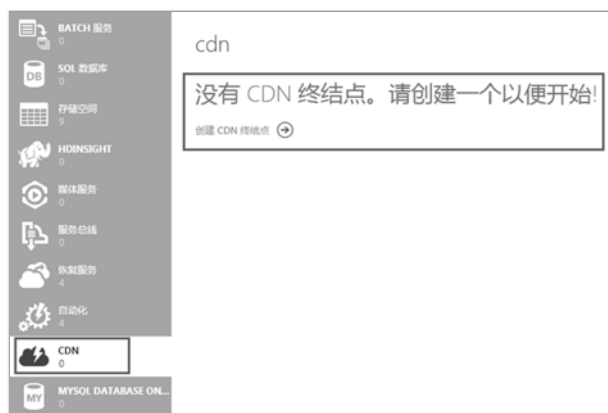 BATCH 服务
0
SQL 数据库
0
存储空间
9
HDINSIGHT
0
媒体服务
0
服务总线
0
恢复服务
4
自动化
4
CDN
0
MYSQL DATABASE ON...
0
DB
MY
cdn
没有 CDN 终结点。请创建一个以便开始!
创建 CDN 终结点